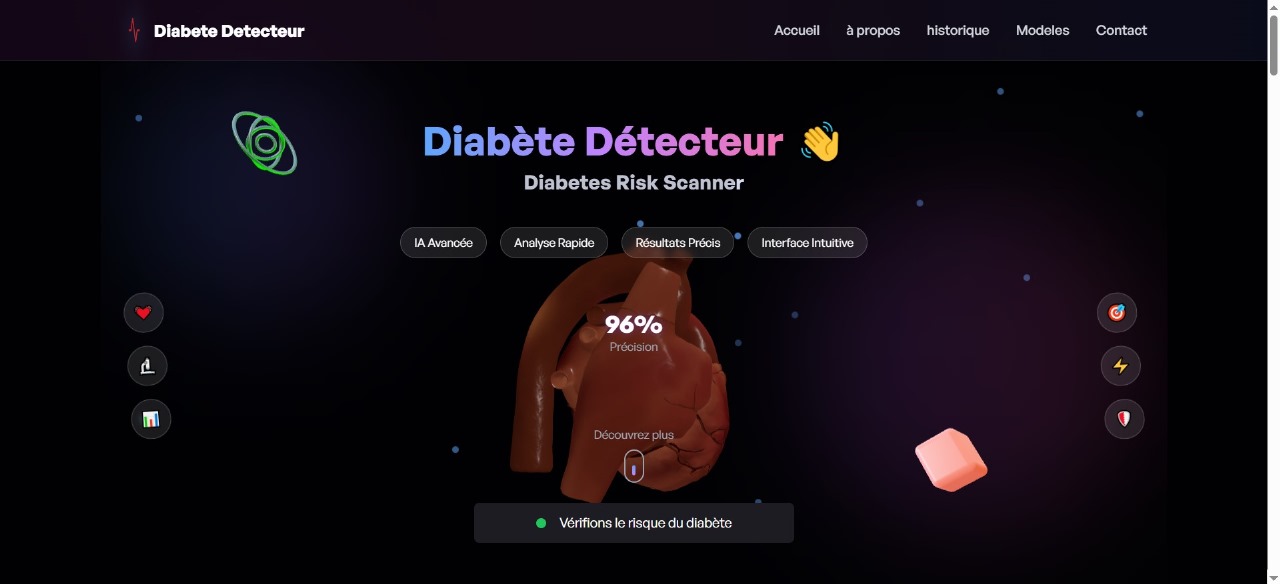 Diabete Detecteur
Accueil
à propos
historique
Modeles
Contact
Diabète Détecteur 👋
Diabetes Risk Scanner
IA Avancée
Analyse Rapide
Résultats Précis
Interface Intuitive
96%
Précision
Découvrez plus
Vérifions le risque du diabète